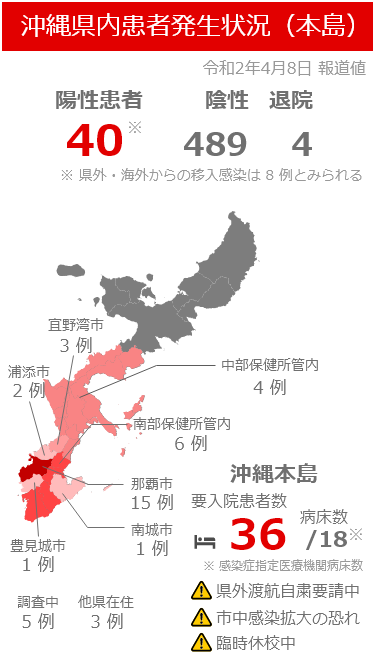 沖縄県内患者発生状況（本島）
令和2年4月8日 報道値
陽性患者 陰性 退院
40※ 489 4
※ 県外・海外からの移入感染は 8 例とみられる
宜野湾市
3 例
浦添市
2 例
中部保健所管内
4 例
南部保健所管内
6 例
那覇市
15 例
南城市
1 例
豊見城市
1 例
調査中
5 例
他県在住
3 例
沖縄本島
要入院患者数
36
病床数
/18※
※ 感染症指定医療機関病床数
県外渡航自粛要請中
市中感染拡大の恐れ
臨時休校中